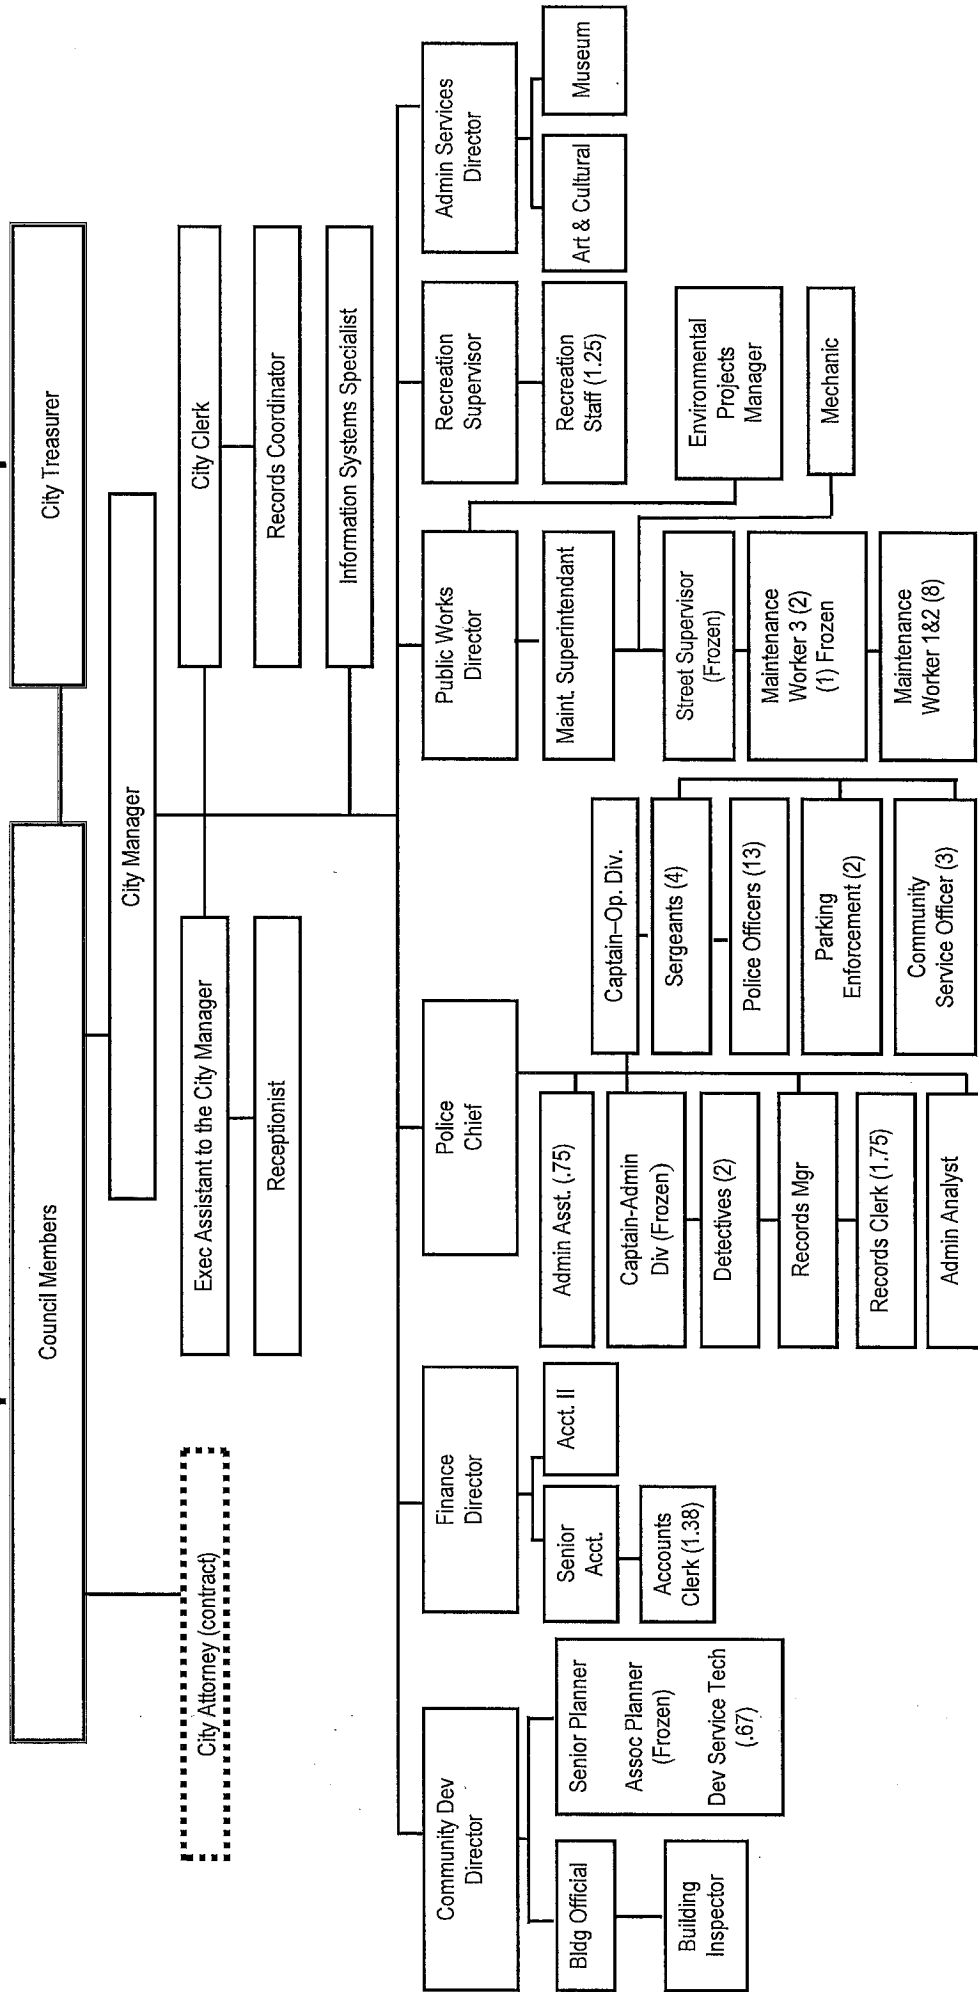 Council Members
City Treasurer
City Manager
City Attorney (contract)
Exec Assistant to the City Manager
City Clerk
Receptionist
Records Coordinator
Information Systems Specialist
Community Dev
Director
Finance
Director
Police
Chief
Public Works
Director
Recreation
Supervisor
Admin Services
Director
Bldg Official
Building
Inspector
Senior Planner
Assoc Planner
(Frozen)
Dev Service Tech
(.67)
Senior
Acct.
Acct. II
Accounts
Clerk (1.38)
Admin Asst. (.75)
Captain-Admin
Div (Frozen)
Detectives (2)
Records Mgr
Records Clerk (1.75)
Admin Analyst
Captain–Op. Div.
Sergeants (4)
Police Officers (13)
Parking
Enforcement (2)
Community
Service Officer (3)
Maint. Superintendant
Street Supervisor
(Frozen)
Maintenance
Worker 3 (2)
(1) Frozen
Maintenance
Worker 1&2 (8)
Environmental
Projects
Manager
Mechanic
Recreation
Staff (1.25)
Art & Cultural
Museum